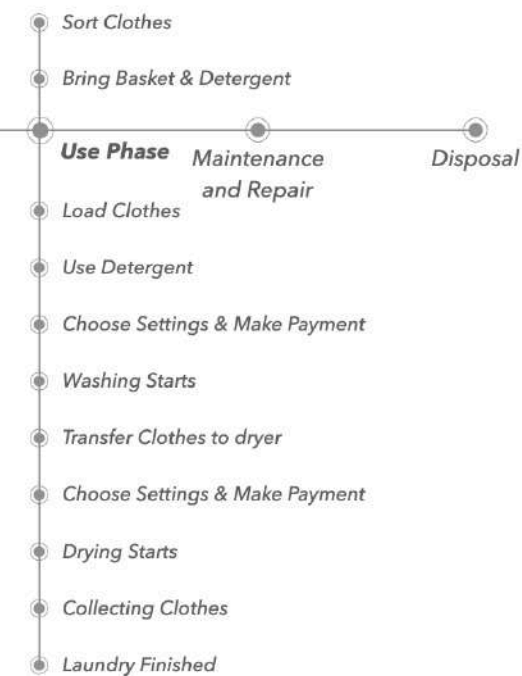 Sort Clothes
Bring Basket & Detergent
Use Phase
Maintenance
and Repair
Disposal
Load Clothes
Use Detergent
Choose Settings & Make Payment
Washing Starts
Transfer Clothes to dryer
Choose Settings & Make Payment
Drying Starts
Collecting Clothes
Laundry Finished